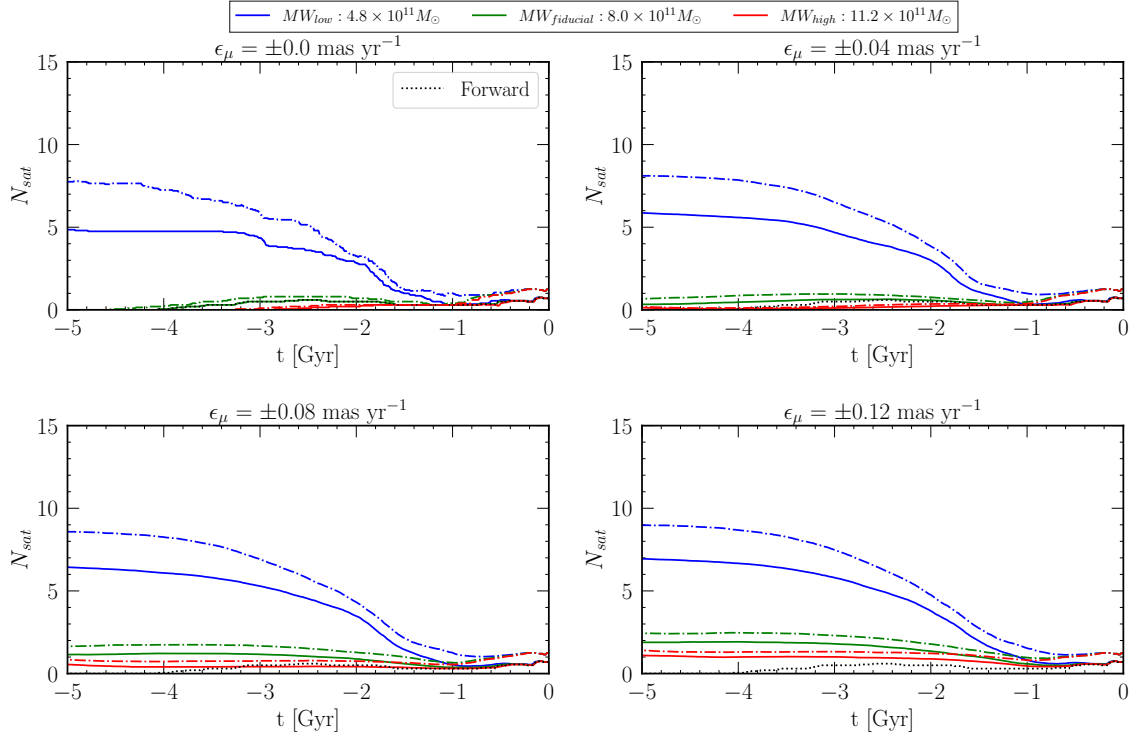 MW_low : 4.8 × 10^11 M_⊙ MW_fiducial : 8.0 × 10^11 M_⊙ MW_high : 11.2 × 10^11 M_⊙
ϵ_μ = ±0.0 mas yr^−1 ϵ_μ = ±0.04 mas yr^−1
Forward
15 15
10 10
5 5
0 0
N_sat N_sat
−5 −4 −3 −2 −1 0 −5 −4 −3 −2 −1 0
t [Gyr] t [Gyr]
ϵ_μ = ±0.08 mas yr^−1 ϵ_μ = ±0.12 mas yr^−1
15 15
10 10
5 5
0 0
N_sat N_sat
−5 −4 −3 −2 −1 0 −5 −4 −3 −2 −1 0
t [Gyr] t [Gyr]